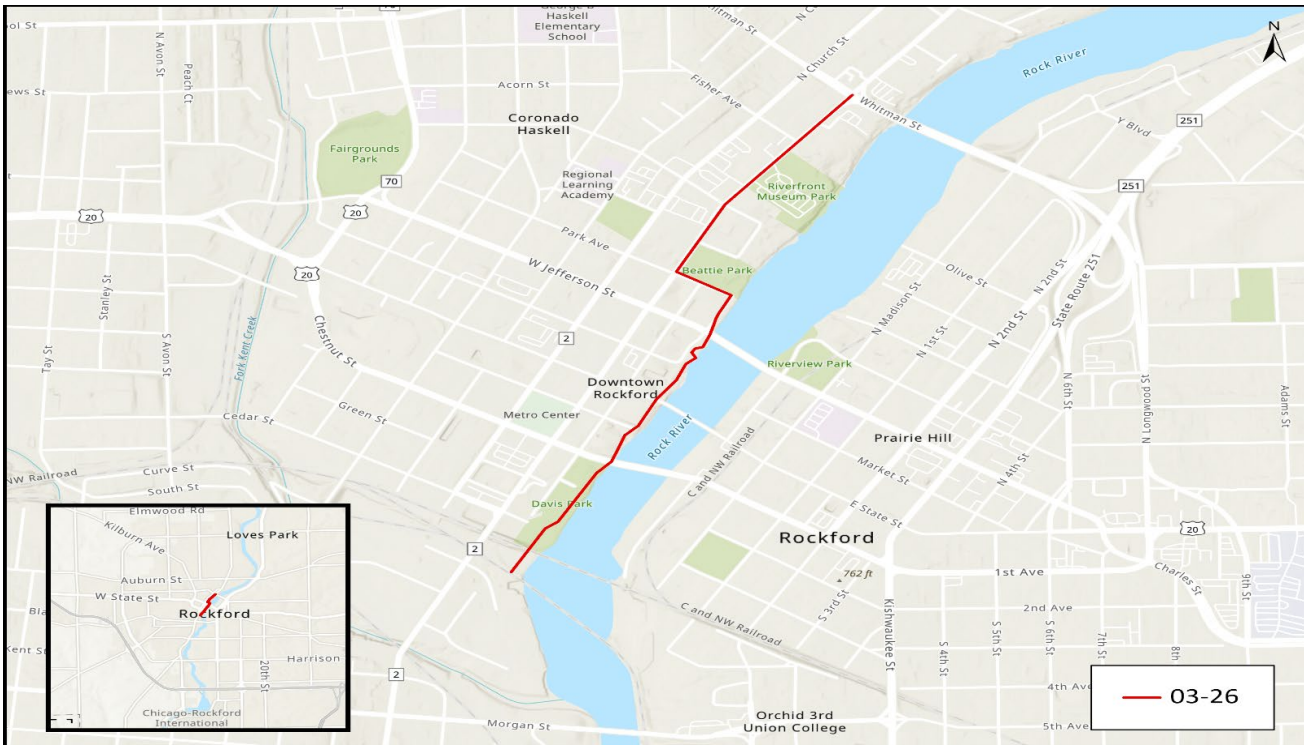 George D
Haskell
Elementary
School
70
Whitman St
N Church St
N
Rock River
ool St
N Avon St
Peach Ct
ews St
Acorn St
Fisher Ave
Whitman St
Y Blvd
251
Coronado
Haskell
Fairgrounds
Park
70
Regional
Learning
Academy
Riverfront
Museum Park
251
20
20
Park Ave
W Jefferson St
Beattie Park
Olive St
N 2nd St
State Route 251
20
Stanley St
Chestnut St
Fork Kent Creek
N Madison St
N 1st St
N 2nd St
Tay St
S Avon St
2
Riverview Park
Downtown
Rockford
N 6th St
N Longwood St
Adams St
Cedar St
Green St
Metro Center
Rock River
C and NW Railroad
Prairie Hill
Market St
N 4th St
NW Railroad
Curve St
South St
Davis Park
E State St
20
Rockford
2
762 ft
1st Ave
Charles St
9th St
S 3rd St
2nd Ave
C and NW Railroad
Kishwaukee St
S 4th St
S 5th St
S 6th St
7th St
8th
Kent St
2
4th Ave
Morgan St
Orchid 3rd
Union College
5th Ave
Elmwood Rd
Kilburn Ave
Loves Park
Auburn St
W State St
Rockford
20th St
Harrison
Chicago-Rockford
International
03-26